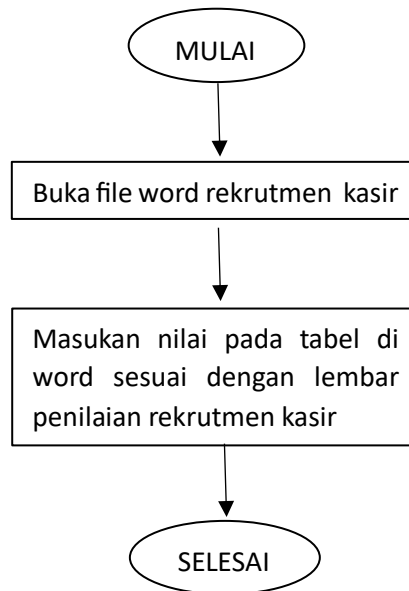 MULAI
Buka file word rekrutmen kasir
Masukan nilai pada tabel di
word sesuai dengan lembar
penilaian rekrutmen kasir
SELESAI